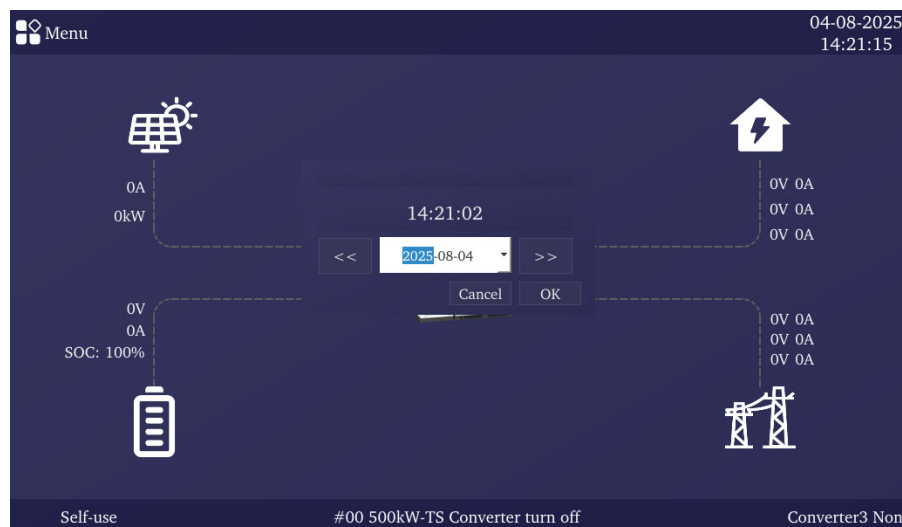 Menu
04-08-2025
14:21:15
0A
0kW
0V 0A
0V 0A
0V 0A
14:21:02
<< 2025-08-04 >>
Cancel OK
0V
0A
SOC: 100%
0V 0A
0V 0A
0V 0A
Self-use #00 500kW-TS Converter turn off Converter3 Non